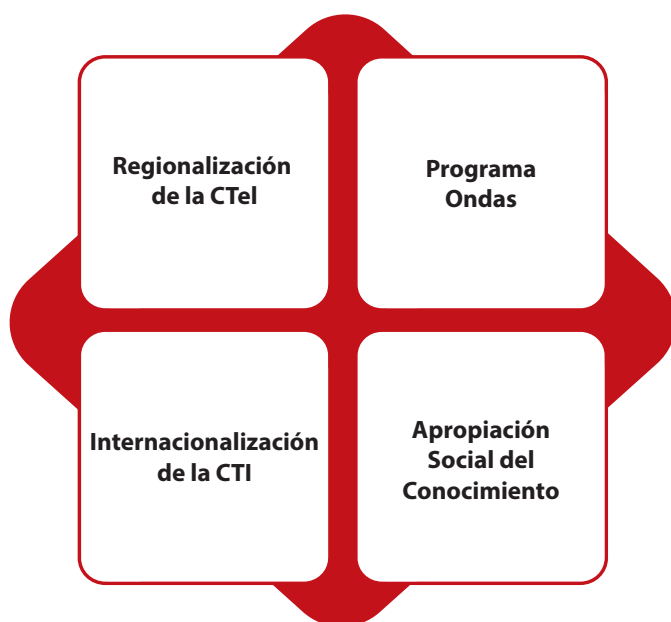 Regionalización
de la CTeI
Programa
Ondas
Internacionalización
de la CTI
Apropiación
Social del
Conocimiento